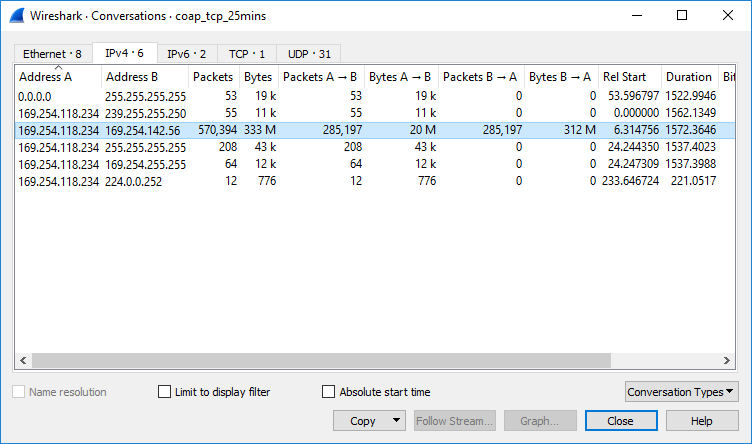 Wireshark · Conversations · coap_tcp_25mins
Ethernet · 8 IPv4 · 6 IPv6 · 2 TCP · 1 UDP · 31
Address A Address B Packets Bytes Packets A → B Bytes A → B Packets B → A Bytes B → A Rel Start Duration Bit
0.0.0.0 255.255.255.255 53 19 k 53 19 k 0 0 53.596797 1522.9946
169.254.118.234 239.255.255.250 55 11 k 55 11 k 0 0 0.000000 1562.1349
169.254.118.234 169.254.142.56 570,394 333 M 285,197 20 M 285,197 312 M 6.314756 1572.3646
169.254.118.234 255.255.255.255 208 43 k 208 43 k 0 0 24.244350 1537.4023
169.254.118.234 169.254.255.255 64 12 k 64 12 k 0 0 24.247309 1537.3988
169.254.118.234 224.0.0.252 12 776 12 776 0 0 233.646724 221.0517
Name resolution Limit to display filter Absolute start time Conversation Types
Copy Follow Stream... Graph... Close Help